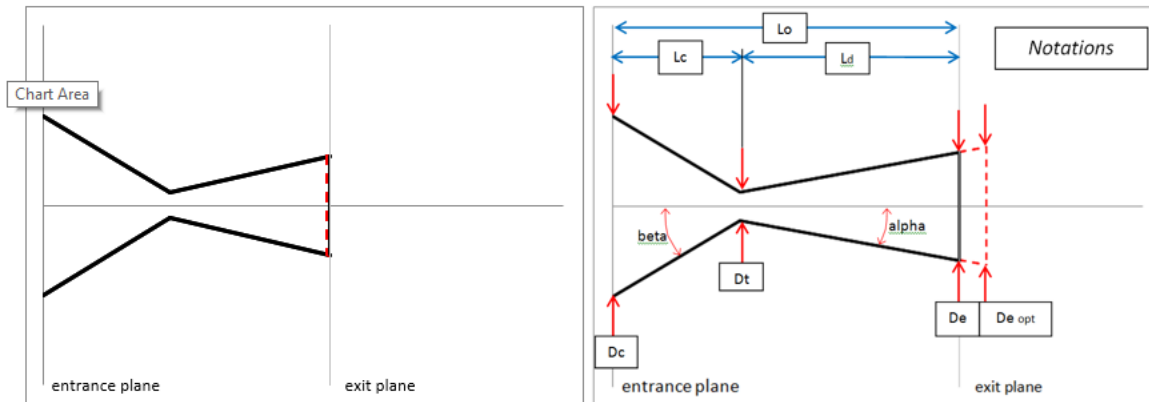 Chart Area
entrance plane
exit plane
Lo
Notations
Lc
Ld
beta
alpha
Dt
De
De opt
Dc
entrance plane
exit plane